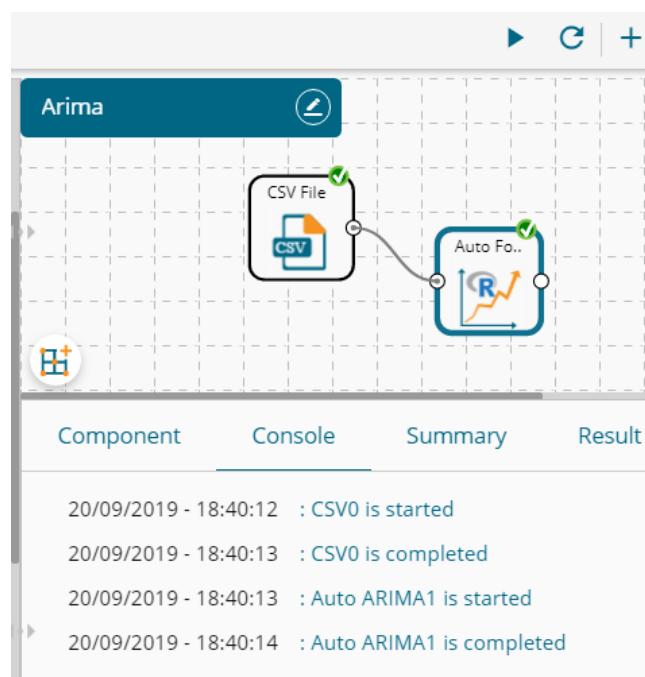 Arima
CSV File
CSV
Auto Fo..
R
Component Console Summary Result
20/09/2019 - 18:40:12 : CSV0 is started
20/09/2019 - 18:40:13 : CSV0 is completed
20/09/2019 - 18:40:13 : Auto ARIMA1 is started
20/09/2019 - 18:40:14 : Auto ARIMA1 is completed